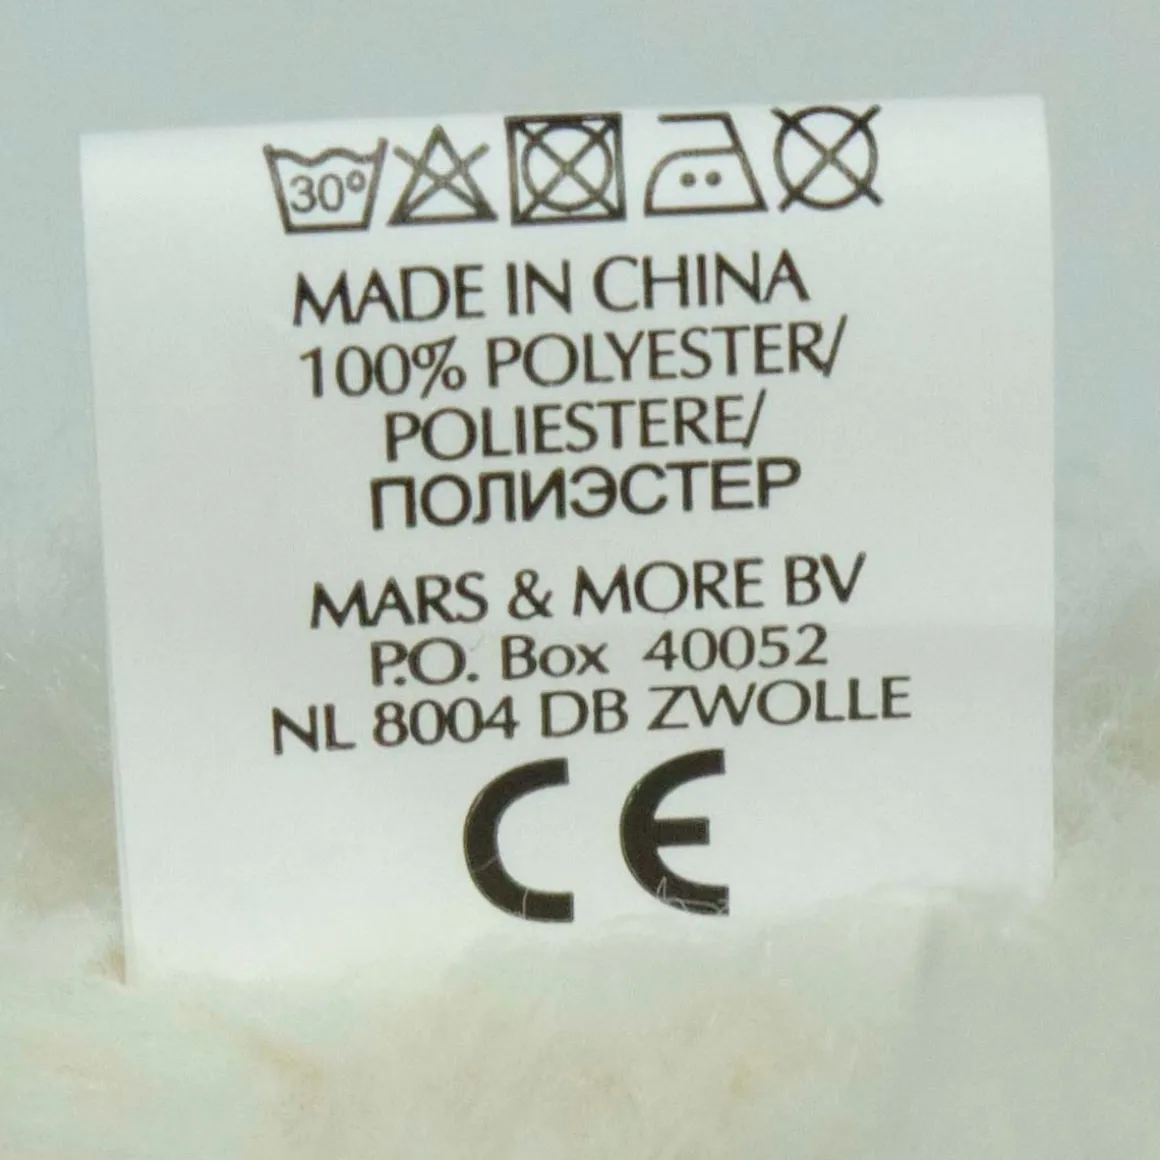 30°
MADE IN CHINA
100% POLYESTER/
POLIESTERE/
ПОЛИЭСТЕР
MARS & MORE BV
P.O. Box 40052
NL 8004 DB ZWOLLE
CE